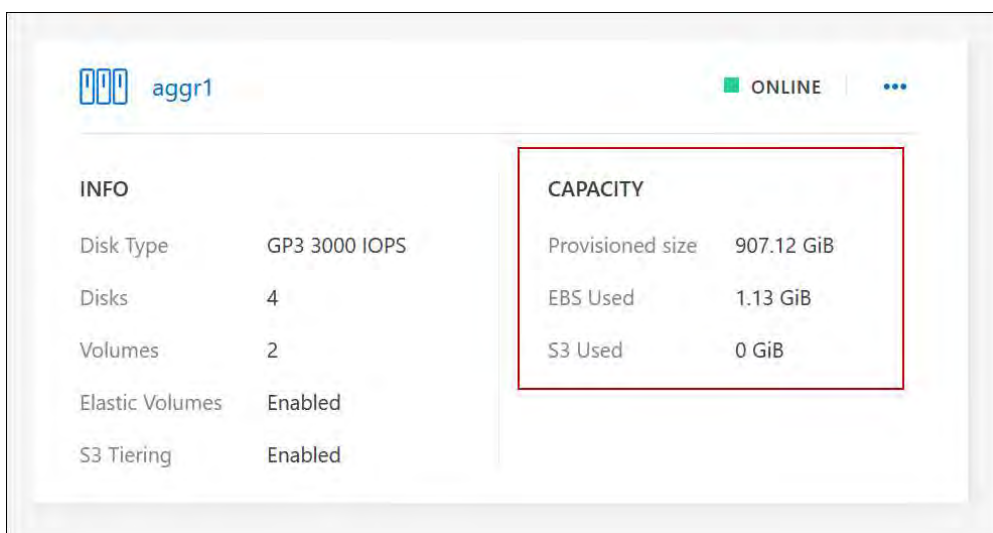 aggr1
ONLINE
INFO
Disk Type GP3 3000 IOPS
Disks 4
Volumes 2
Elastic Volumes Enabled
S3 Tiering Enabled
CAPACITY
Provisioned size 907.12 GiB
EBS Used 1.13 GiB
S3 Used 0 GiB